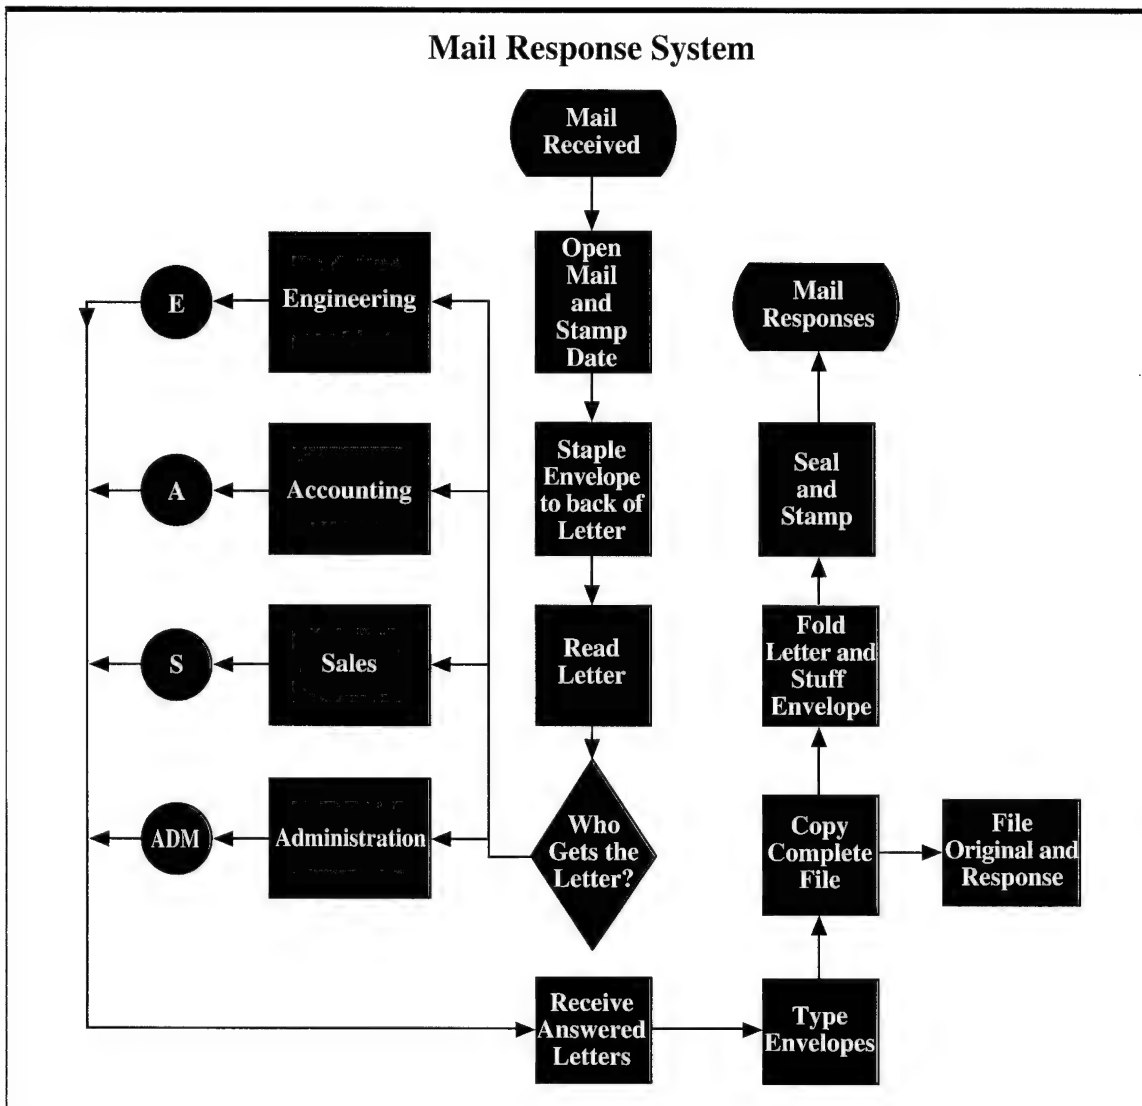 Mail Response System
Mail
Received
Open
Mail
and
Stamp
Date
Staple
Envelope
to back of
Letter
Read
Letter
Who
Gets the
Letter?
Engineering
E
Accounting
A
Sales
S
Administration
ADM
Receive
Answered
Letters
Type
Envelopes
Copy
Complete
File
File
Original and
Response
Fold
Letter and
Stuff
Envelope
Seal
and
Stamp
Mail
Responses